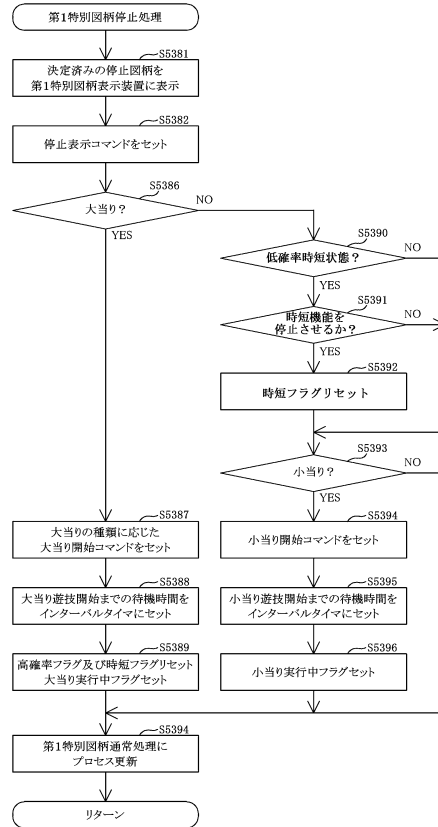 第1特別図柄停止処理
S5381
決定済みの停止図柄を
第1特別図柄表示装置に表示
S5382
停止表示コマンドをセット
S5386
大当り?
NO
YES
S5390
低確率時短状態?
NO
YES
S5391
時短機能を
停止させるか?
NO
YES
S5392
時短フラグリセット
S5393
小当り?
NO
YES
S5387
大当りの種類に応じた
大当り開始コマンドをセット
S5394
小当り開始コマンドをセット
S5388
大当り遊技開始までの待機時間を
インターバルタイマにセット
S5395
小当り遊技開始までの待機時間を
インターバルタイマにセット
S5389
高確率フラグ及び時短フラグリセット
大当り実行中フラグセット
S5396
小当り実行中フラグセット
S5394
第1特別図柄通常処理に
プロセス更新
リターン